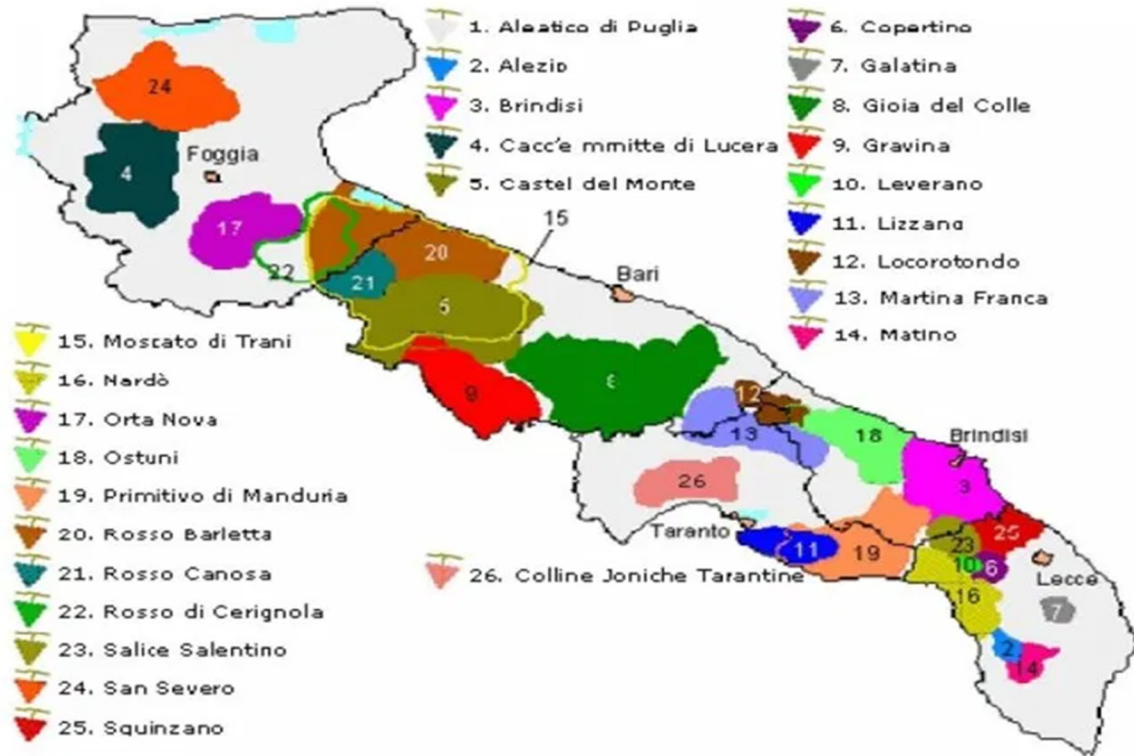 1. Aleatico di Puglia
2. Alezio
3. Brindisi
4. Cacc'e mmitte di Lucera
5. Castel del Monte
6. Copertino
7. Galatina
8. Gioia del Colle
9. Gravina
10. Leverano
11. Lizzano
12. Locorotondo
13. Martina Franca
14. Matino
15. Moscato di Trani
16. Nardò
17. Orta Nova
18. Ostuni
19. Primitivo di Manduria
20. Rosso Barletta
21. Rosso Canosa
22. Rosso di Cerignola
23. Salice Salentino
24. San Severo
25. Squinzano
26. Colline Joniche Tarantine
24
4
Foggia
17
22
20
15
21
5
Bari
9
8
12
13
18
Brindisi
3
26
Taranto
11
19
23
25
10
6
Lecce
16
7
2
14